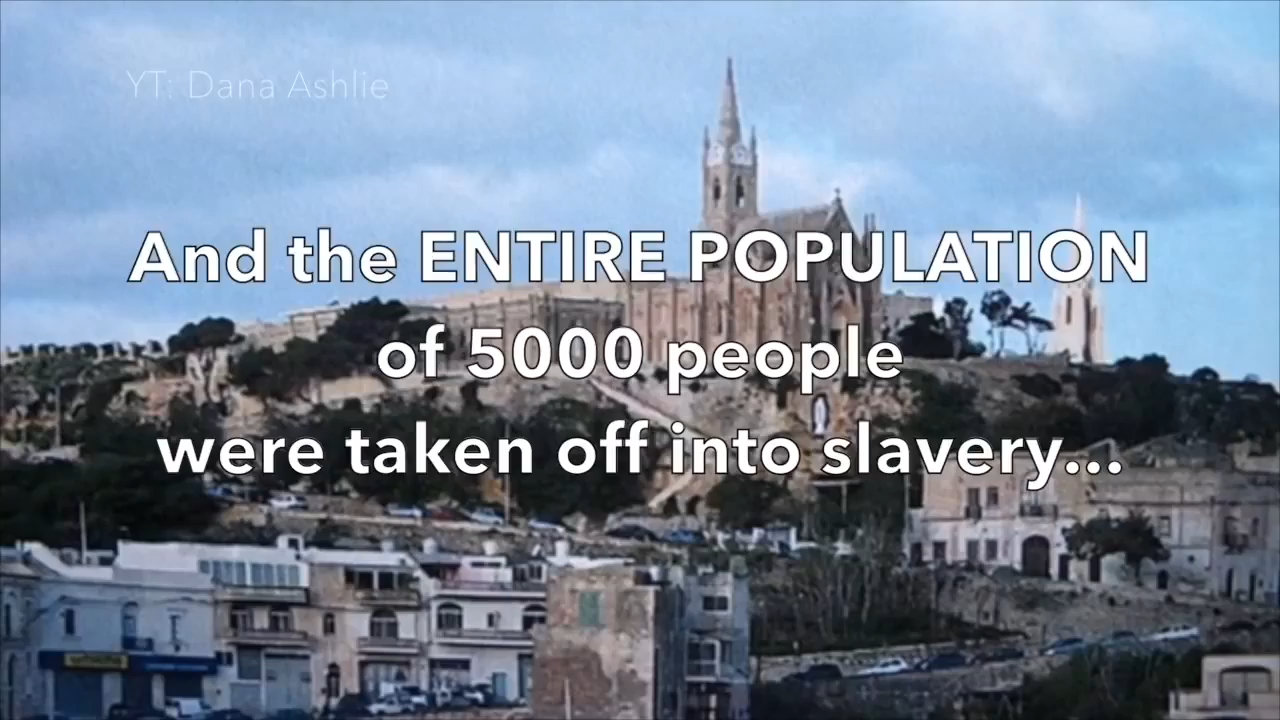 YT: Dana Ashlie
And the ENTIRE POPULATION
of 5000 people
were taken off into slavery...